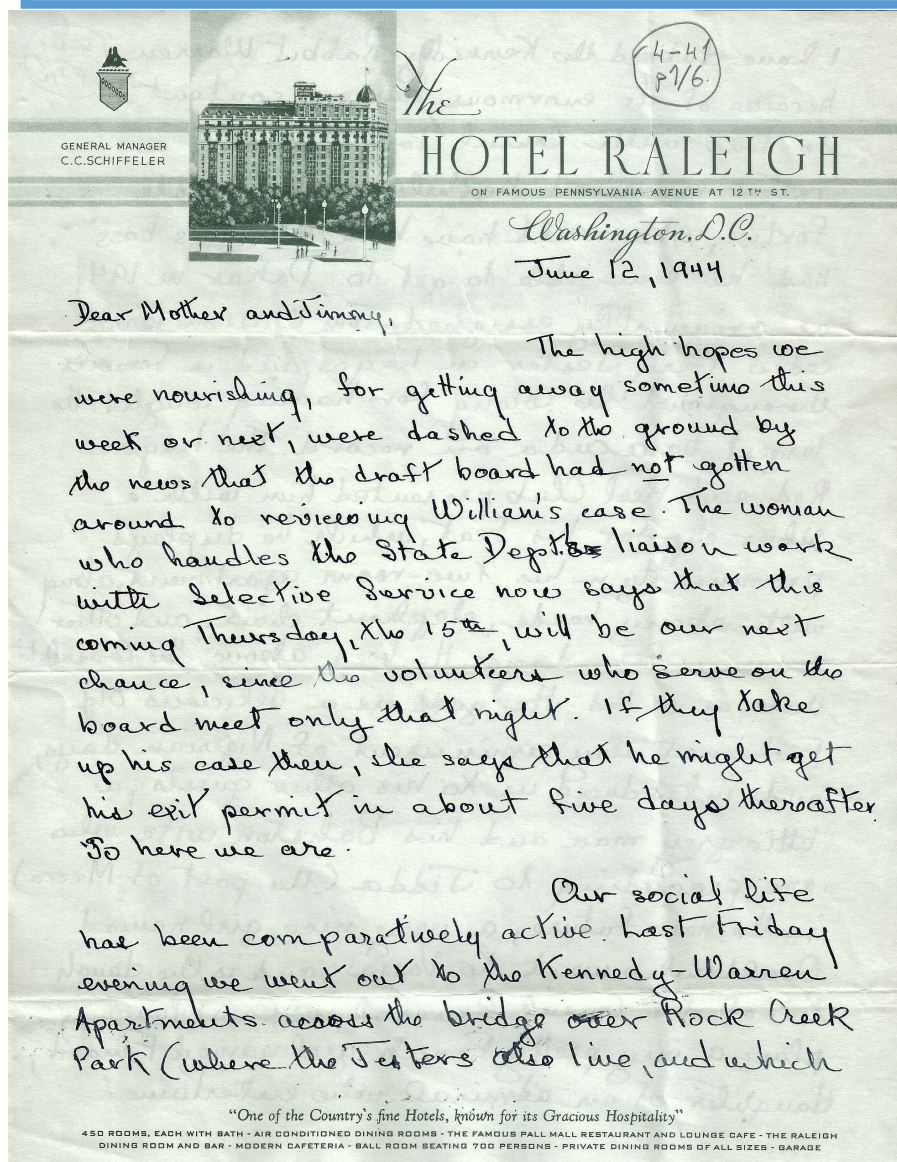 4-41
p1/6.
GENERAL MANAGER
C.C. SCHIFFELER
The
HOTEL RALEIGH
ON FAMOUS PENNSYLVANIA AVENUE AT 12TH ST.
Washington, D.C.
June 12, 1944
Dear Mother and Jimmy,
The high hopes we
were nourishing, for getting away sometime this
week or next, were dashed to the ground by
the news that the draft board had not gotten
around to reviewing William's case. The woman
who handles the State Dept.'s liaison work
with Selective Service now says that this
coming Thursday, the 15th, will be our next
chance, since the volunteers who serve on the
board meet only that night. If they take
up his case then, she says that he might get
his exit permit in about five days thereafter.
So here we are.
Our social life
has been comparatively active. Last Friday
evening we went out to the Kennedy-Warren
Apartments across the bridge over Rock Creek
Park (where the Testers also live, and which
"One of the Country's fine Hotels, known for its Gracious Hospitality"
450 ROOMS, EACH WITH BATH - AIR CONDITIONED DINING ROOMS - THE FAMOUS PALL MALL RESTAURANT AND LOUNGE CAFE - THE RALEIGH
DINING ROOM AND BAR - MODERN CAFETERIA - BALL ROOM SEATING 700 PERSONS - PRIVATE DINING ROOMS OF ALL SIZES - GARAGE